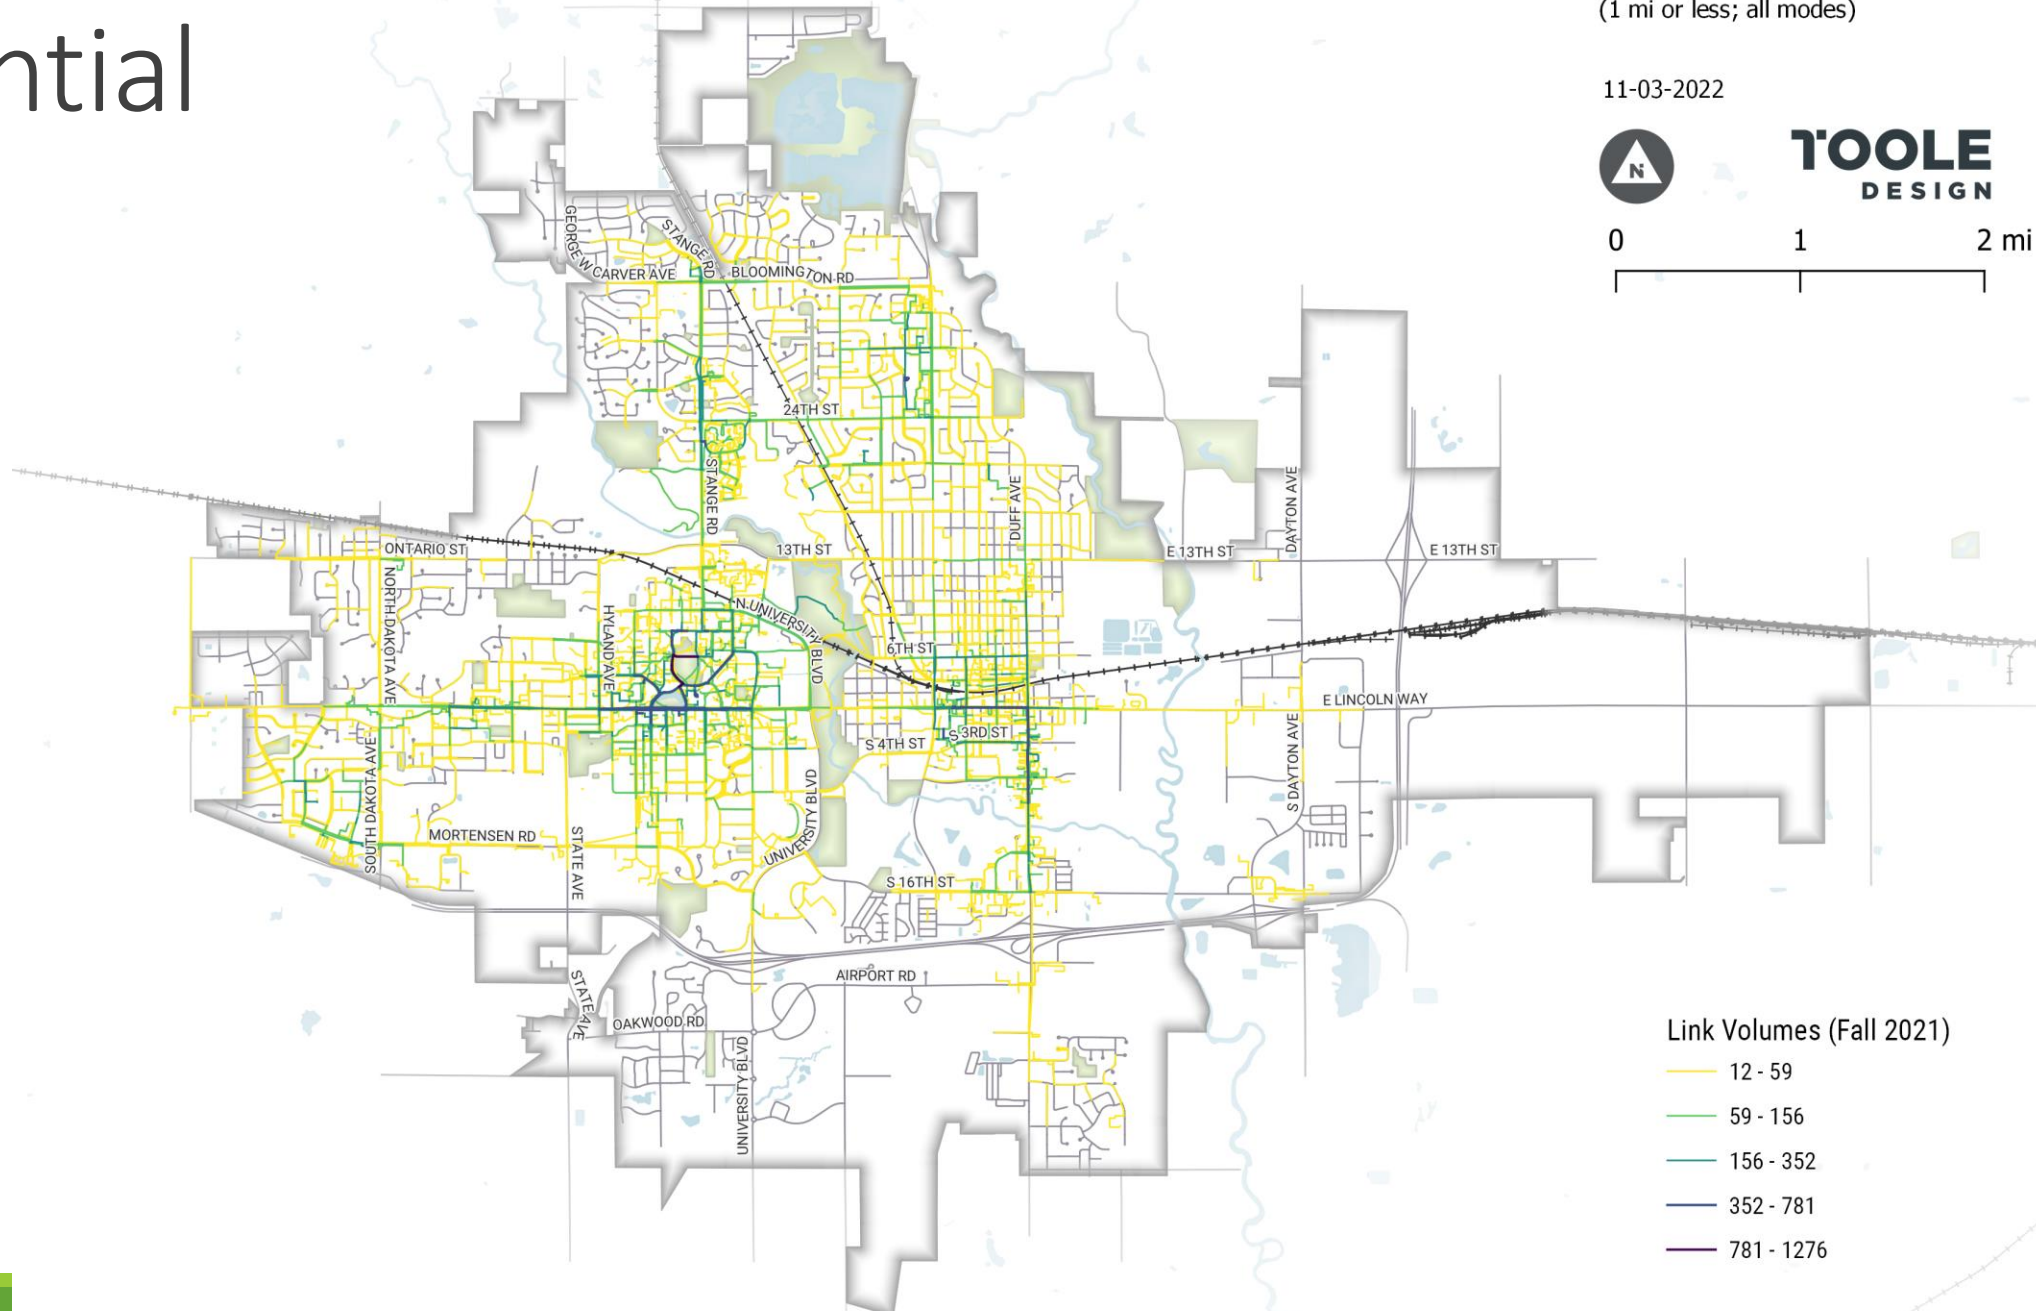 ntial
(1 mi or less; all modes)
11-03-2022
N
TOOLE
DESIGN
0 1 2 mi
GEORGE W CARVER AVE
STANGE RD
BLOOMINGTON RD
24TH ST
STANGE RD
DUFF AVE
DAYTON AVE
ONTARIO ST
13TH ST
E 13TH ST
E 13TH ST
NORTH DAKOTA AVE
HYLAND AVE
N UNIVERSITY BLVD
6TH ST
E LINCOLN WAY
S 3RD ST
S 4TH ST
SOUTH DAKOTA AVE
S DAYTON AVE
UNIVERSITY BLVD
MORTENSEN RD
STATE AVE
S 16TH ST
AIRPORT RD
STATE AVE
OAKWOOD RD
UNIVERSITY BLVD
Link Volumes (Fall 2021)
12 - 59
59 - 156
156 - 352
352 - 781
781 - 1276